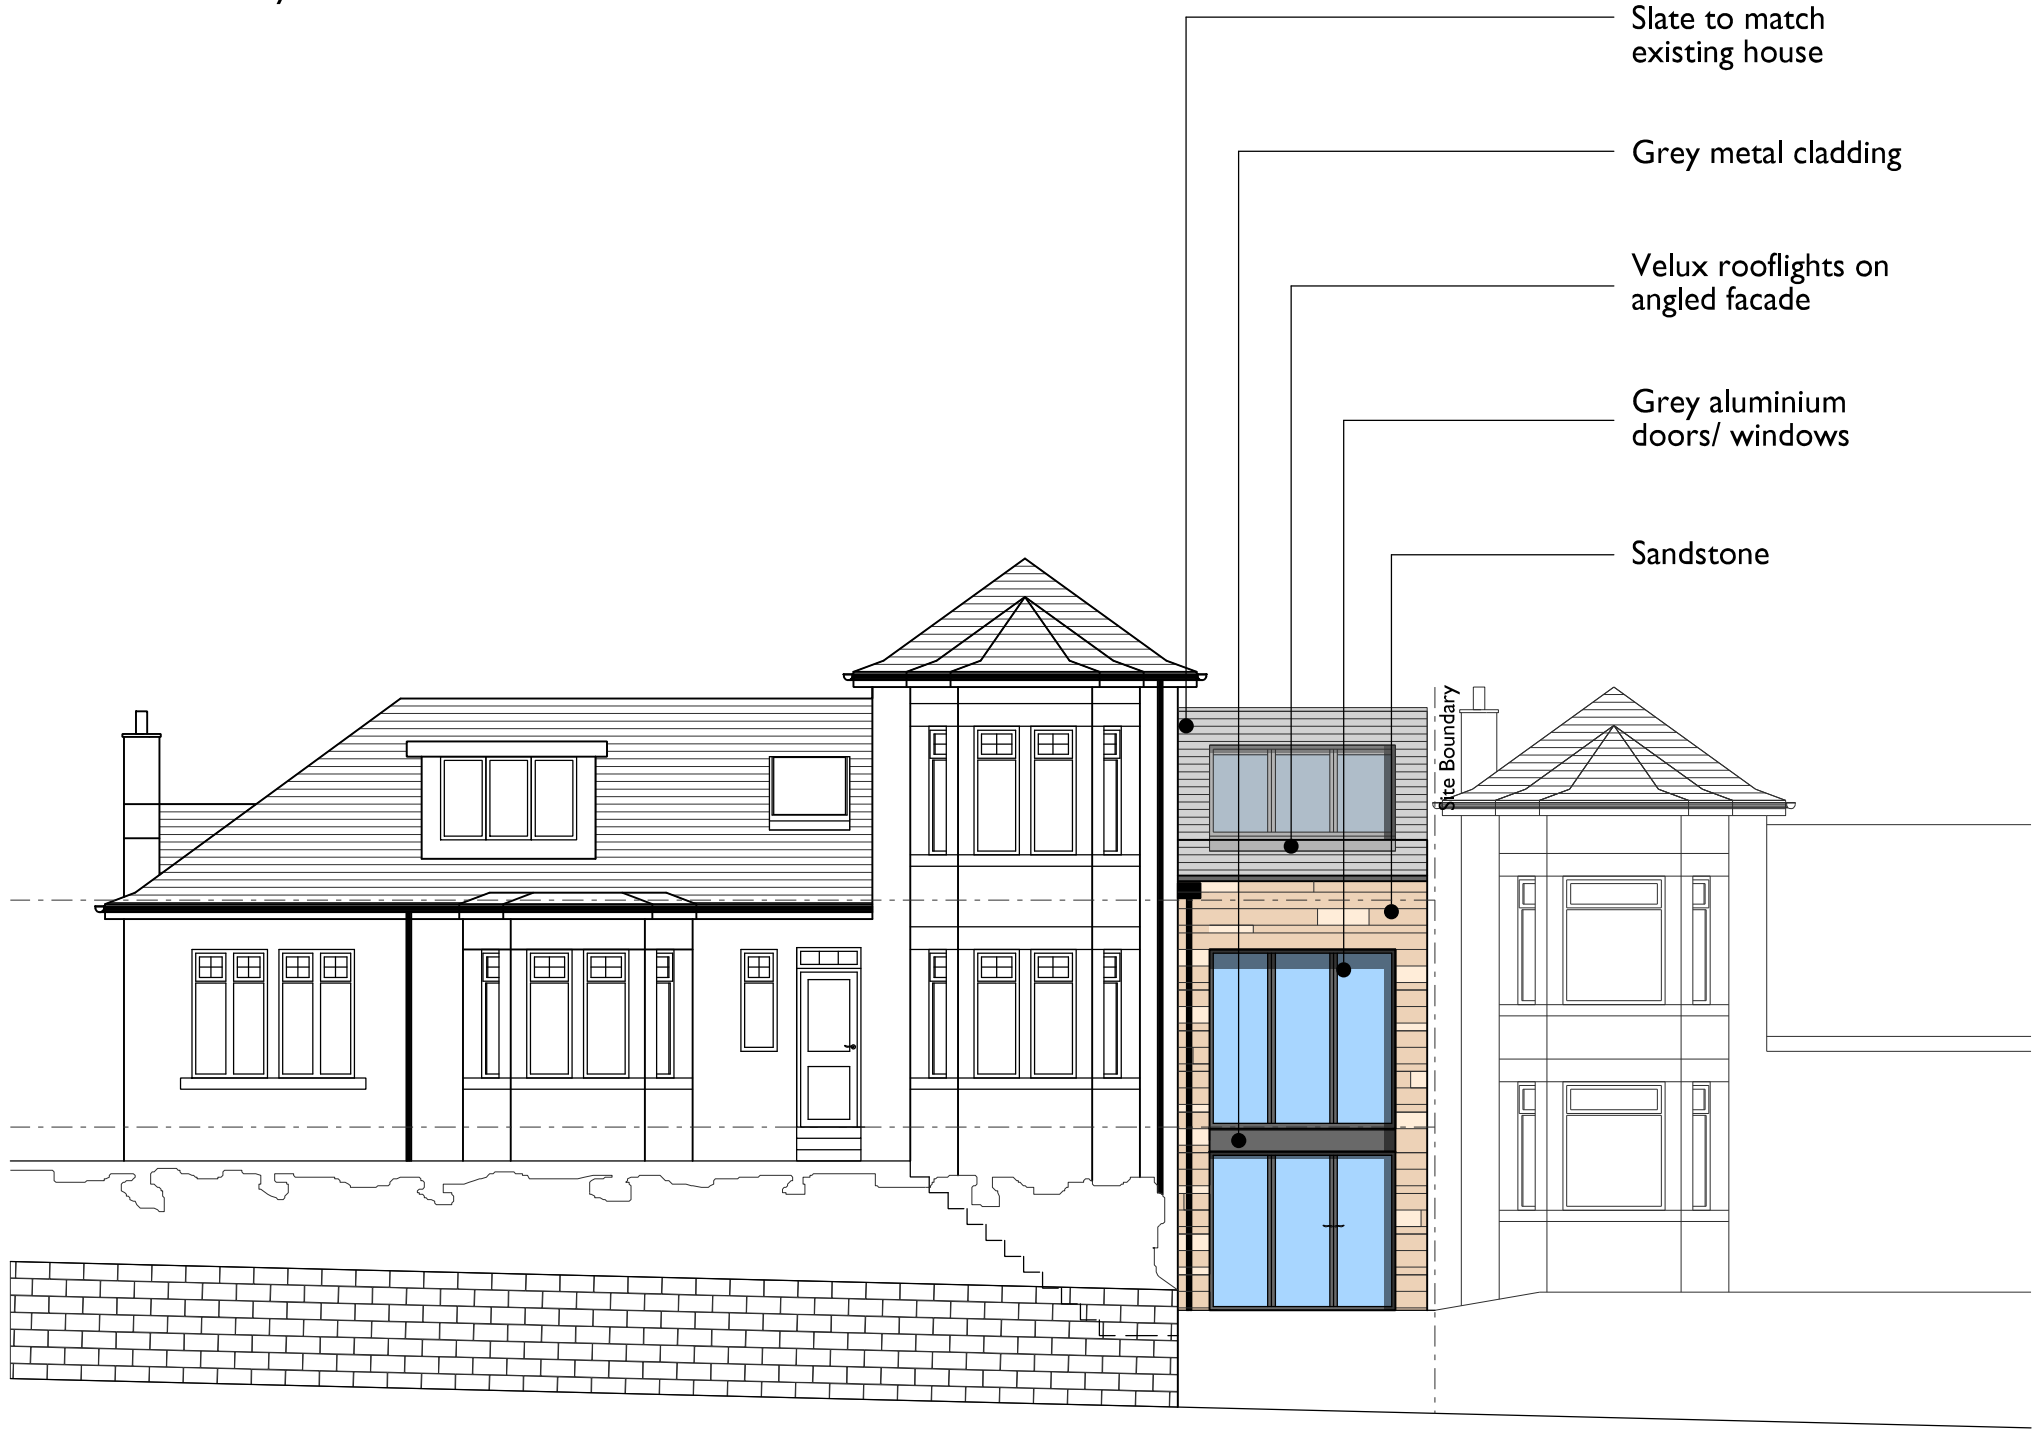 Slate to match
existing house
Grey metal cladding
Velux rooflights on
angled facade
Grey aluminium
doors/ windows
Sandstone
Site Boundary